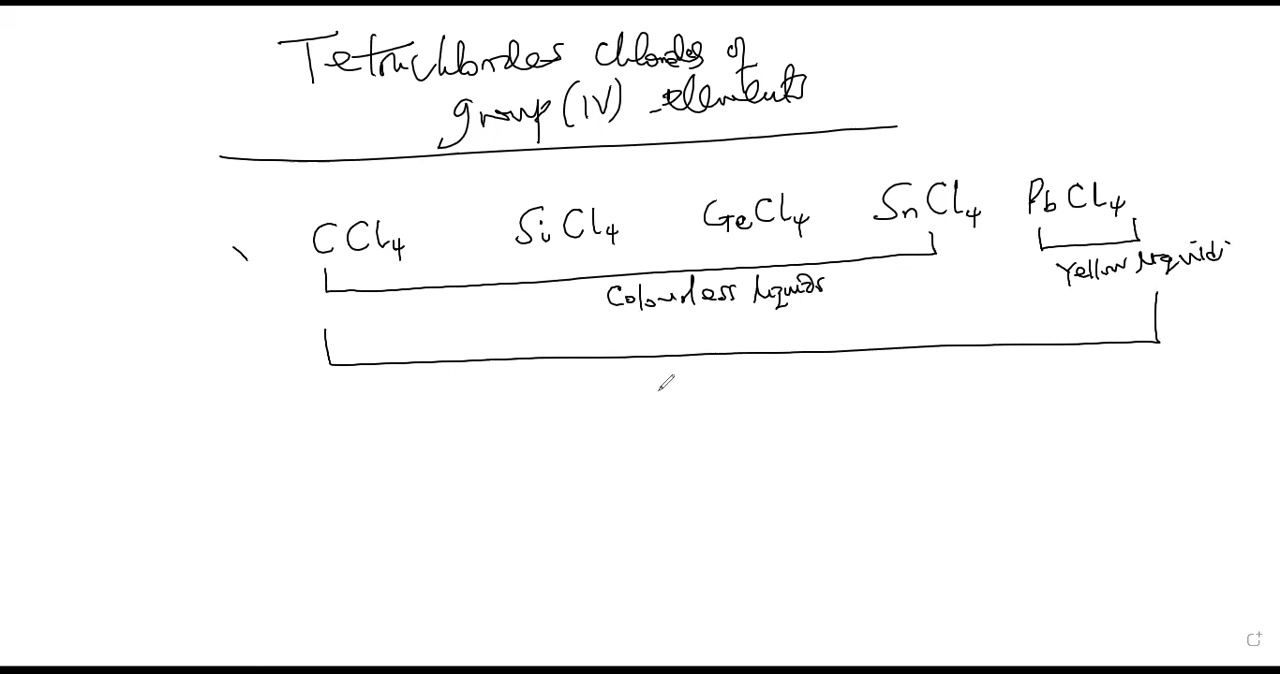 Tetrachlorides chlorides of
group (IV) elements
CCl₄ SiCl₄ GeCl₄ SnCl₄ PbCl₄
Colourless liquids Yellow liquid